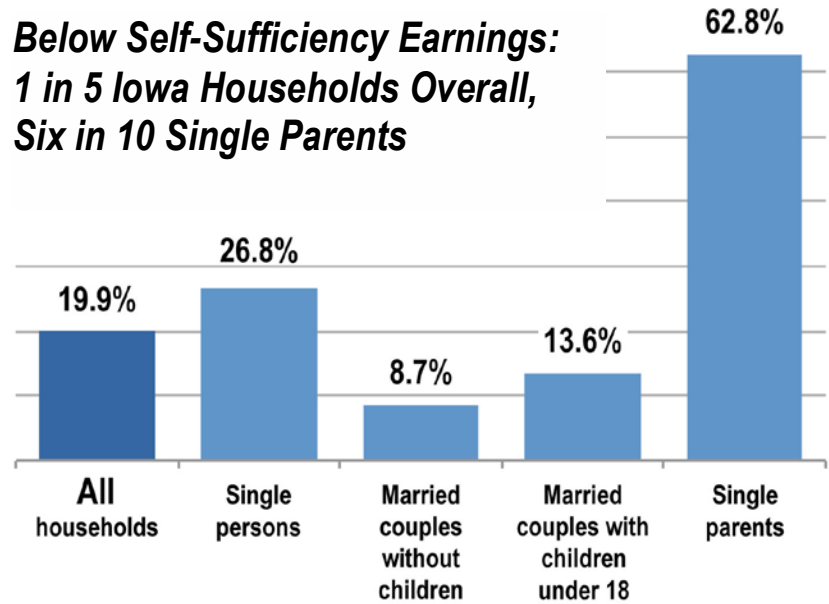 Below Self-Sufficiency Earnings:
1 in 5 Iowa Households Overall,
Six in 10 Single Parents
62.8%
26.8%
19.9%
13.6%
8.7%
All
households
Single
persons
Married
couples
without
children
Married
couples with
children
under 18
Single
parents